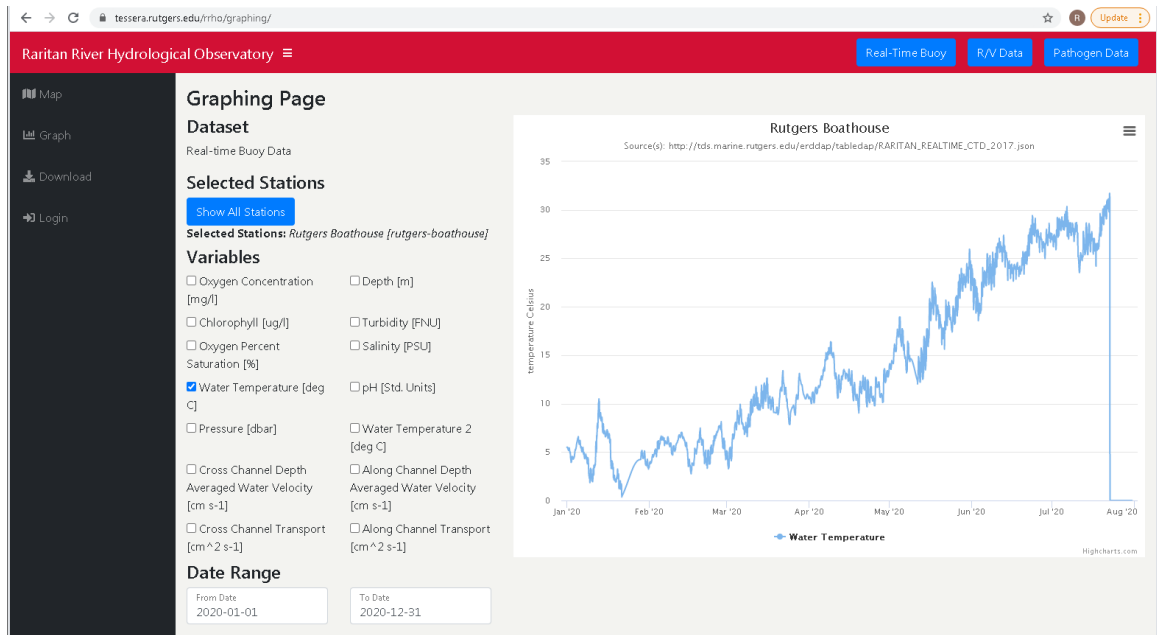 tessera.rutgers.edu/rrho/graphing/
R
Update
Raritan River Hydrological Observatory
Real-Time Buoy
R/V Data
Pathogen Data
Map
Graph
Download
Login
Graphing Page
Dataset
Real-time Buoy Data
Selected Stations
Show All Stations
Selected Stations: Rutgers Boathouse [rutgers-boathouse]
Variables
Oxygen Concentration
[mg/l]
Depth [m]
Chlorophyll [ug/l]
Turbidity [FNU]
Oxygen Percent
Saturation [%]
Salinity [PSU]
Water Temperature [deg
C]
pH [Std. Units]
Pressure [dbar]
Water Temperature 2
[deg C]
Cross Channel Depth
Averaged Water Velocity
[cm s-1]
Along Channel Depth
Averaged Water Velocity
[cm s-1]
Cross Channel Transport
[cm^2 s-1]
Along Channel Transport
[cm^2 s-1]
Date Range
From Date
2020-01-01
To Date
2020-12-31
Rutgers Boathouse
Source(s): http://tds.marine.rutgers.edu/erddap/tabledap/RARITAN_REALTIME_CTD_2017.json
temperature Celsius
35
30
25
20
15
10
5
0
Jan '20
Feb '20
Mar '20
Apr '20
May '20
Jun '20
Jul '20
Aug '20
Water Temperature
Highcharts.com